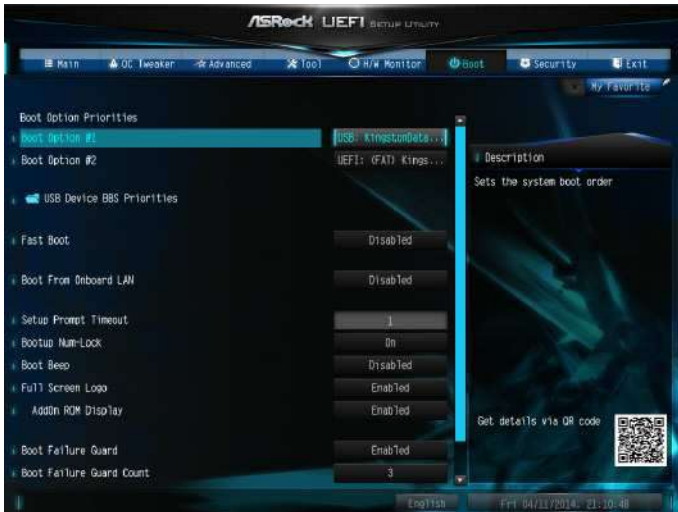 ASRock UEFI SETUP UTILITY
Main OC Tweaker Advanced Tool H/W Monitor Boot Security Exit
My Favorite
Boot Option Priorities
Boot Option #1 USB: KingstonData...
Boot Option #2 UEFI: (FAT) Kings...
USB Device BBS Priorities
Fast Boot Disabled
Boot From Onboard LAN Disabled
Setup Prompt Timeout 1
Bootup Num-Lock On
Boot Beep Disabled
Full Screen Logo Enabled
AddOn ROM Display Enabled
Boot Failure Guard Enabled
Boot Failure Guard Count 3
Description
Sets the system boot order
Get details via QR code
English Fri 04/11/2014, 21:10:48